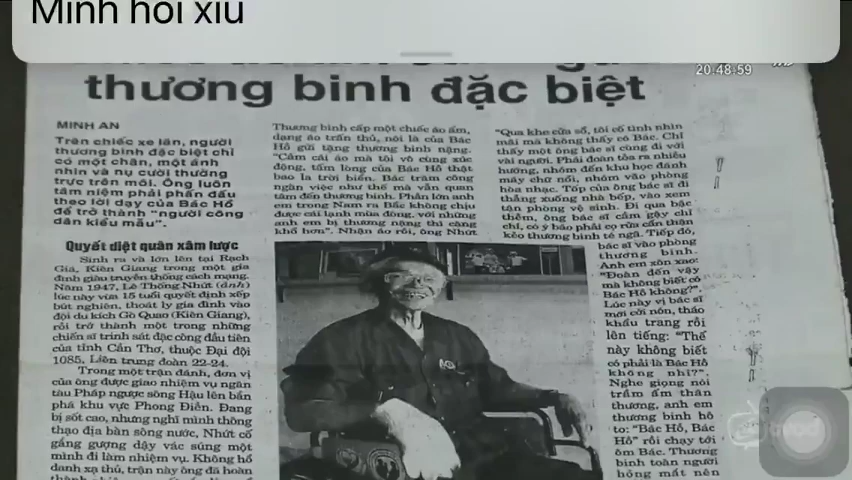 Mình hỏi xíu
20:48:59
thương binh đặc biệt
MINH AN
Trên chiếc xe lăn, người
thương binh đặc biệt chỉ
có một chân, một ánh
nhìn và nụ cười thường
trực trên môi. Ông luôn
tâm niệm phải phấn đấu
theo lời dạy của Bác Hồ
để trở thành "người công
dân kiểu mẫu".
Quyết diệt quân xâm lược
Sinh ra và lớn lên tại Rạch
Giá, Kiên Giang trong một gia
đình giàu truyền thống cách mạng.
Năm 1947, Lê Thống Nhứt (ảnh)
lúc này vừa 15 tuổi quyết định xếp
bút nghiên, thoát ly gia đình vào
đội du kích Gò Quao (Kiên Giang),
rồi trở thành một trong những
chiến sĩ trinh sát đặc công đầu tiên
của tỉnh Cần Thơ, thuộc Đại đội
1085, Liên trung đoàn 22-24.
Trong một trận đánh, đơn vị
của ông được giao nhiệm vụ ngăn
tàu Pháp ngược sông Hậu lên bắn
phá khu vực Phong Điền. Đang
bị sốt cao, nhưng nghĩ mình thông
thạo địa bàn sông nước, Nhứt cố
gắng gượng dậy vác súng một
mình đi làm nhiệm vụ. Không hổ
danh xạ thủ, trận này ông đã hoàn
Thương binh cấp một chiếc áo ấm,
dạng áo trấn thủ, nói là của Bác
Hồ gửi tặng thương binh nặng.
"Cầm cái áo mà tôi vô cùng xúc
động, tấm lòng của Bác Hồ thật
bao la trời biển. Bác trăm công
ngàn việc như thế mà vẫn quan
tâm đến thương binh. Phần lớn anh
em trong Nam ra Bắc không chịu
được cái lạnh mùa đông, với những
anh em bị thương nặng thì càng
khổ hơn". Nhận áo rồi, ông Nhứt
"Qua khe cửa sổ, tôi cố tình nhìn
mãi mà không thấy có Bác. Chỉ
thấy một ông bác sĩ cùng đi với
vài người. Phái đoàn tỏa ra nhiều
hướng, nhóm đến khu học đánh
máy chữ nổi, nhóm vào phòng
hòa nhạc. Tốp của ông bác sĩ đi
thẳng xuống nhà bếp, vào xem
tận phòng vệ sinh. Đi qua bậc
thềm, ông bác sĩ cầm gậy chỉ
chỉ, có ý bảo phải cọ rửa cẩn thận
kẻo thương binh té ngã. Tiếp đó,
bác sĩ vào phòng
thương binh.
Anh em xôn xao:
"Đoàn đến vậy
mà không biết có
Bác Hồ không?".
Lúc này vị bác sĩ
mới cởi nón, tháo
khẩu trang rồi
lên tiếng: "Thế
này không biết
có phải là Bác Hồ
không nhỉ?".
Nghe giọng nói
trầm ấm thân
thương, anh em
thương binh hô
to: "Bác Hồ, Bác
Hồ" rồi chạy tới
ôm Bác. Thương
binh toàn người
hỏng mắt nên